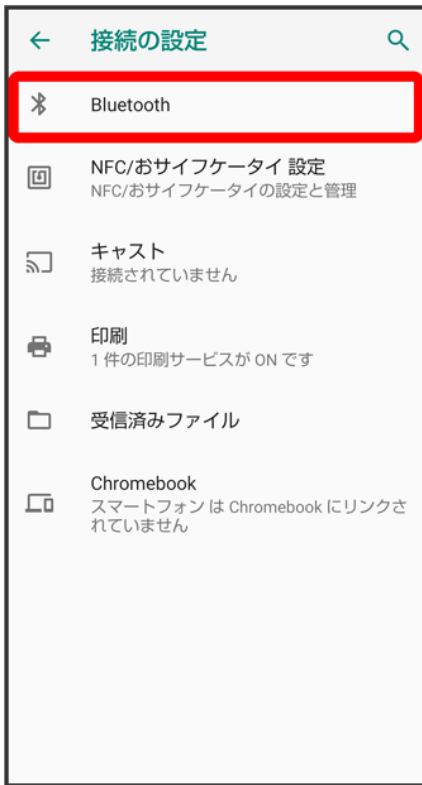 接続の設定
Bluetooth
NFC/おサイフケータイ 設定
NFC/おサイフケータイの設定と管理
キャスト
接続されていません
印刷
1 件の印刷サービスが ON です
受信済みファイル
Chromebook
スマートフォン は Chromebook にリンクさ
れていません